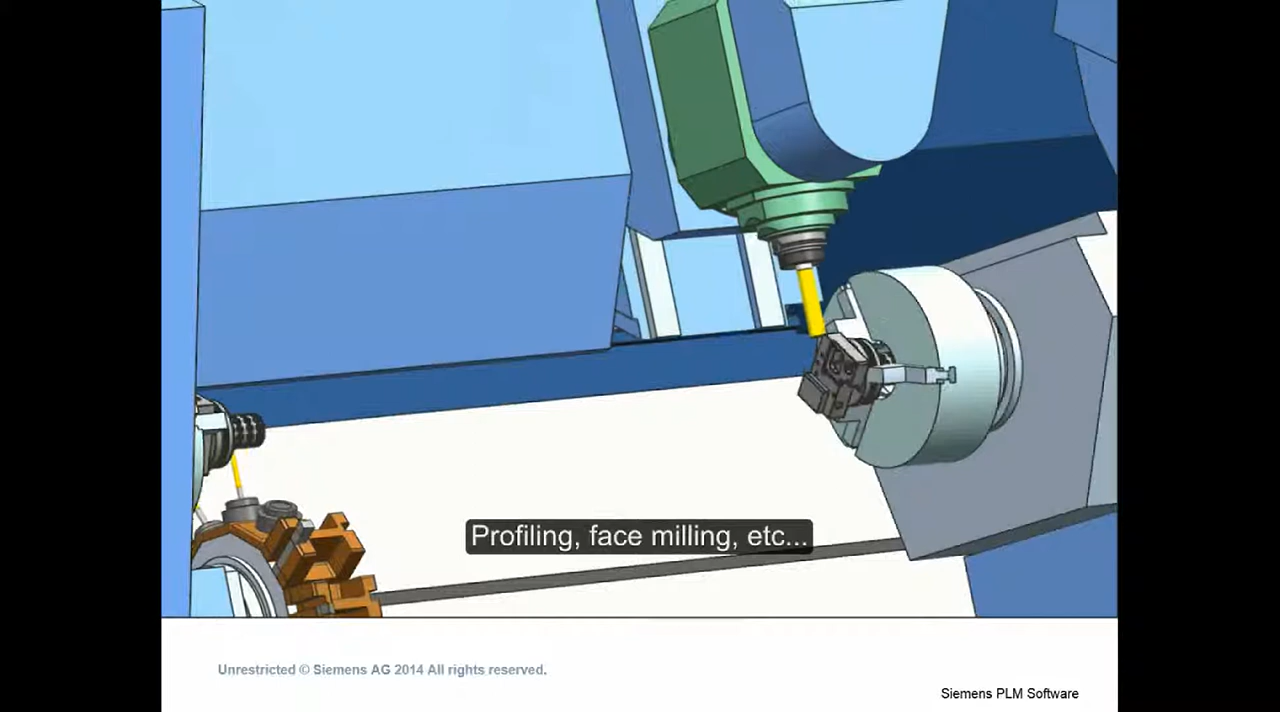 Profiling, face milling, etc...
Unrestricted © Siemens AG 2014 All rights reserved.
Siemens PLM Software